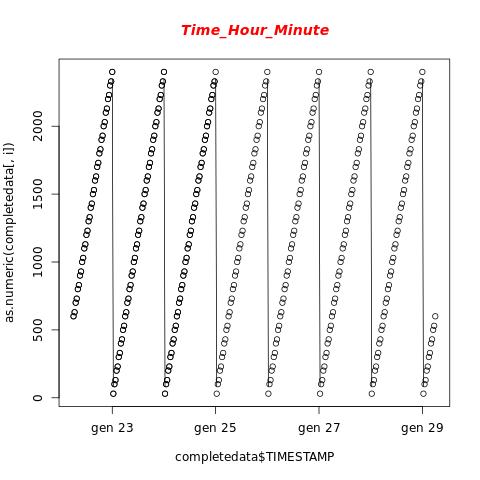 Time_Hour_Minute
as.numeric(completedata[, i])
2000
1500
1000
500
0
gen 23
gen 25
gen 27
gen 29
completedata$TIMESTAMP